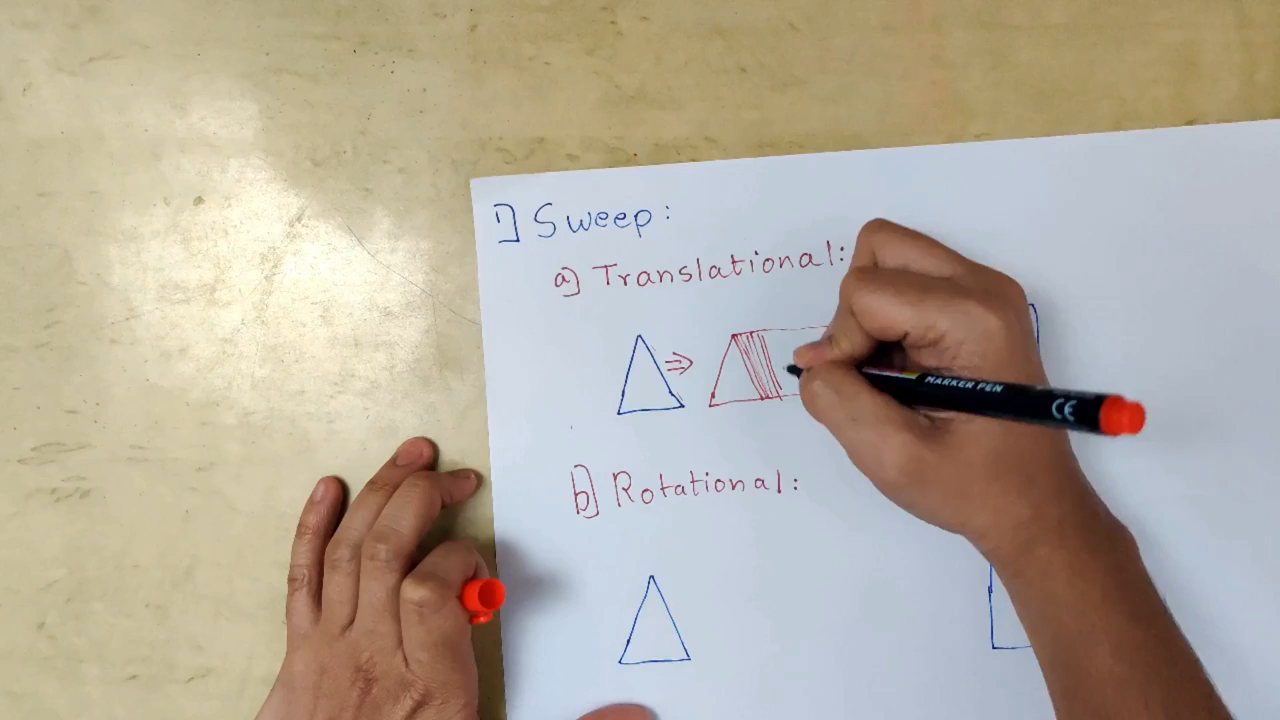 1] Sweep:
a] Translational:
b] Rotational:
MARKER PEN CE